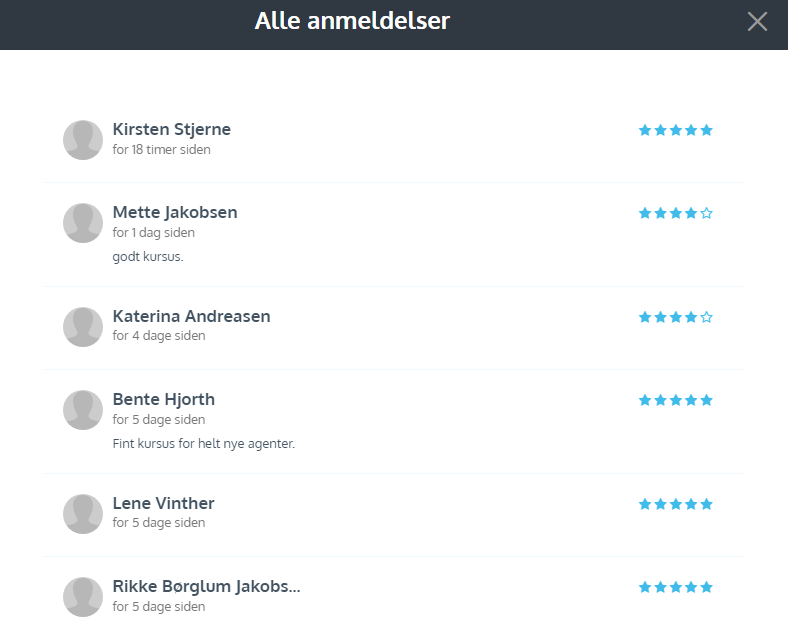 Alle anmeldelser
Kirsten Stjerne
for 18 timer siden
Mette Jakobsen
for 1 dag siden
godt kursus.
Katerina Andreasen
for 4 dage siden
Bente Hjorth
for 5 dage siden
Fint kursus for helt nye agenter.
Lene Vinther
for 5 dage siden
Rikke Børglum Jakobs...
for 5 dage siden